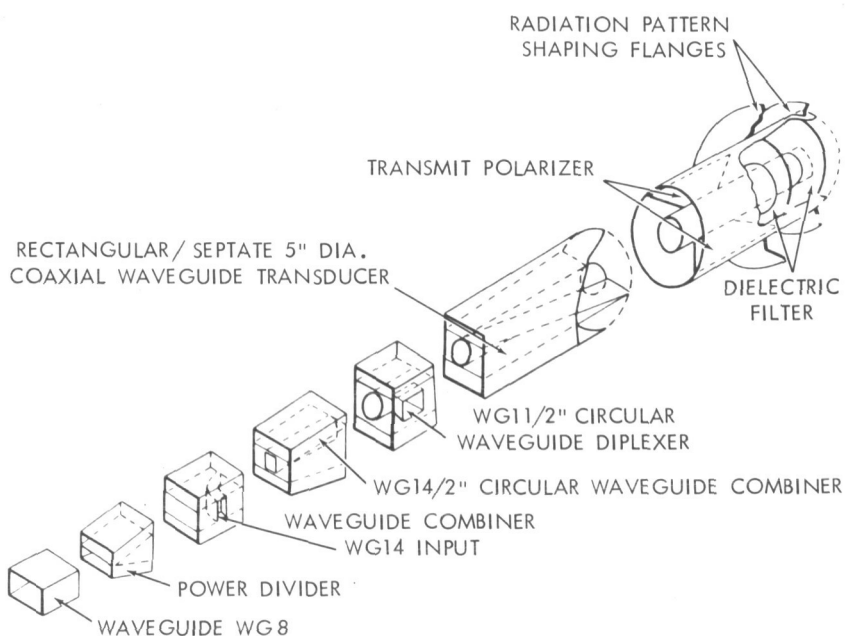 RADIATION PATTERN
SHAPING FLANGES
TRANSMIT POLARIZER
RECTANGULAR/SEPTATE 5" DIA.
COAXIAL WAVEGUIDE TRANSDUCER
DIELECTRIC
FILTER
WG11/2" CIRCULAR
WAVEGUIDE DIPLEXER
WG14/2" CIRCULAR WAVEGUIDE COMBINER
WAVEGUIDE COMBINER
WG14 INPUT
POWER DIVIDER
WAVEGUIDE WG8